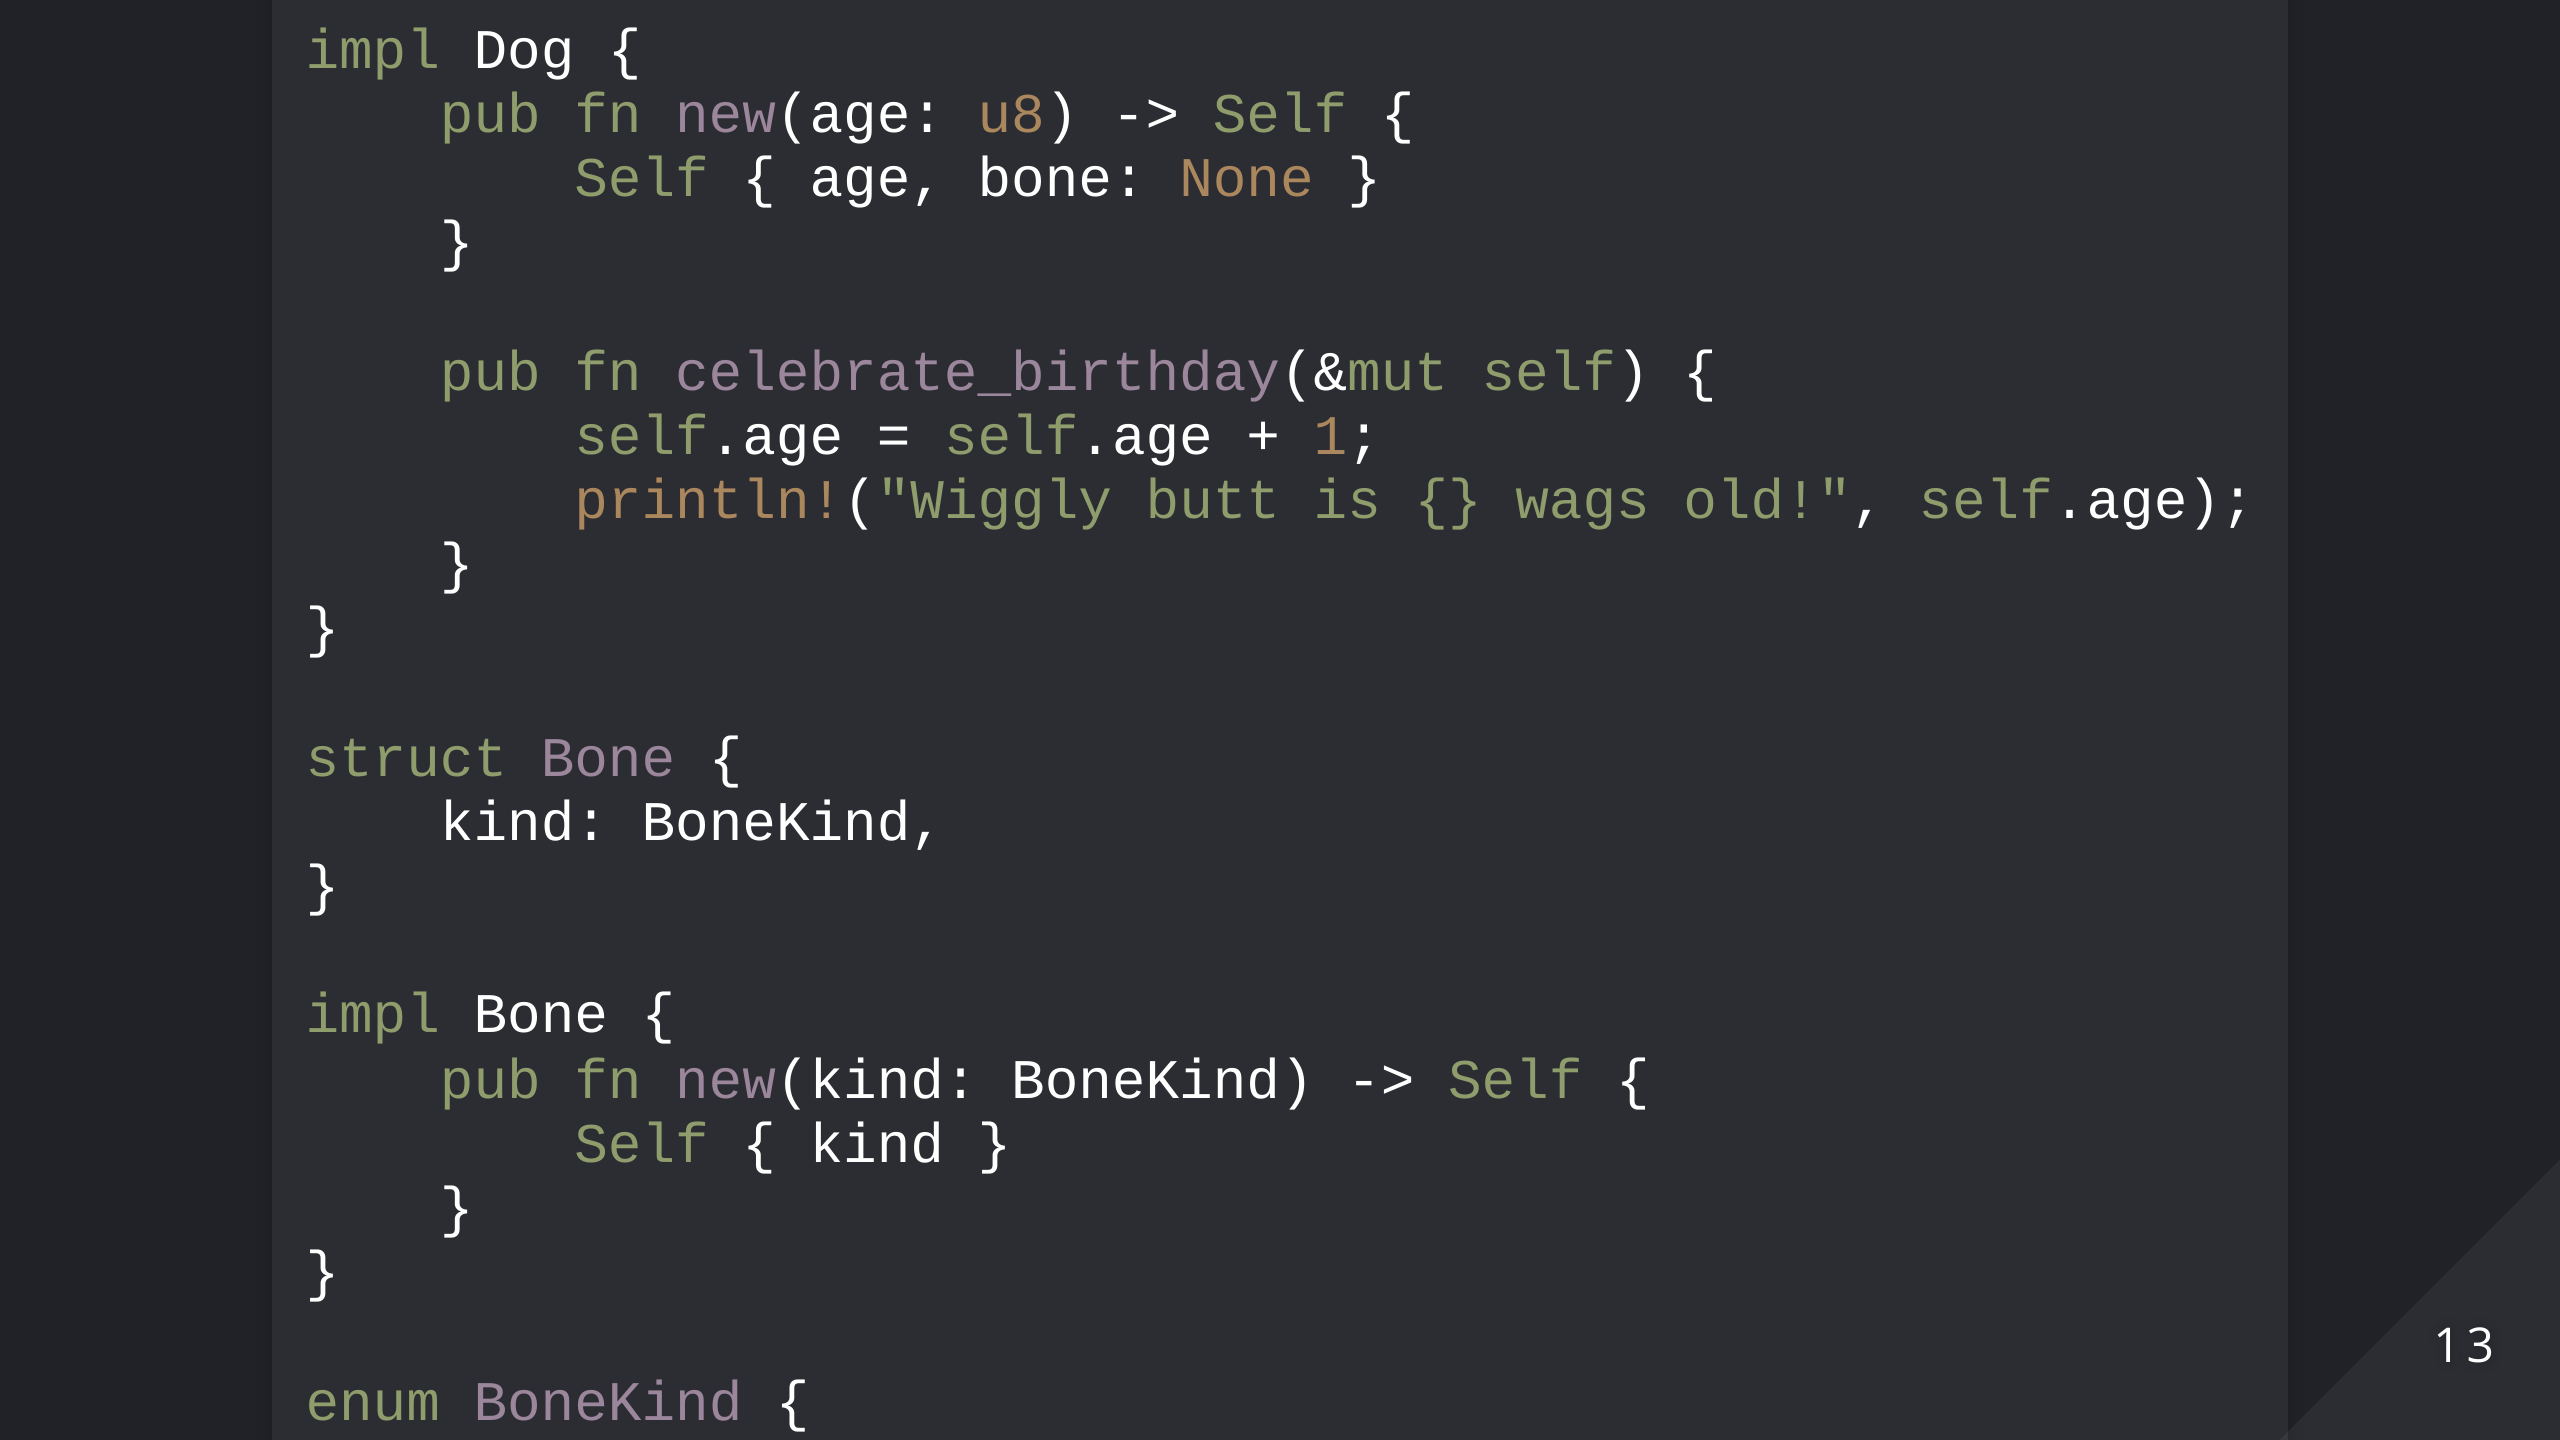 impl Dog {
    pub fn new(age: u8) -> Self {
        Self { age, bone: None }
    }

    pub fn celebrate_birthday(&mut self) {
        self.age = self.age + 1;
        println!("Wiggly butt is {} wags old!", self.age);
    }
}

struct Bone {
    kind: BoneKind,
}

impl Bone {
    pub fn new(kind: BoneKind) -> Self {
        Self { kind }
    }
}

enum BoneKind {
13